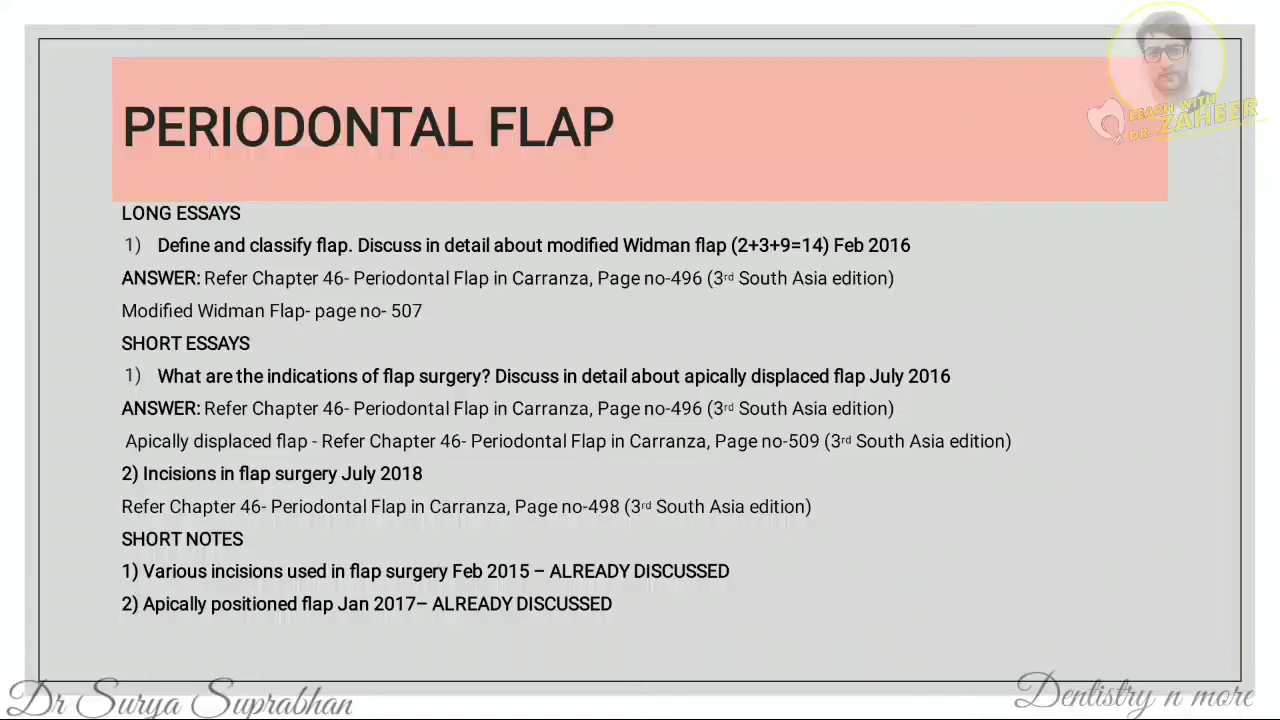 LEARN WITH
DR. ZAHEER
PERIODONTAL FLAP
LONG ESSAYS
1) Define and classify flap. Discuss in detail about modified Widman flap (2+3+9=14) Feb 2016
ANSWER: Refer Chapter 46- Periodontal Flap in Carranza, Page no-496 (3rd South Asia edition)
Modified Widman Flap- page no- 507
SHORT ESSAYS
1) What are the indications of flap surgery? Discuss in detail about apically displaced flap July 2016
ANSWER: Refer Chapter 46- Periodontal Flap in Carranza, Page no-496 (3rd South Asia edition)
Apically displaced flap - Refer Chapter 46- Periodontal Flap in Carranza, Page no-509 (3rd South Asia edition)
2) Incisions in flap surgery July 2018
Refer Chapter 46- Periodontal Flap in Carranza, Page no-498 (3rd South Asia edition)
SHORT NOTES
1) Various incisions used in flap surgery Feb 2015 – ALREADY DISCUSSED
2) Apically positioned flap Jan 2017– ALREADY DISCUSSED
Dr Surya Suprabhan
Dentistry n more